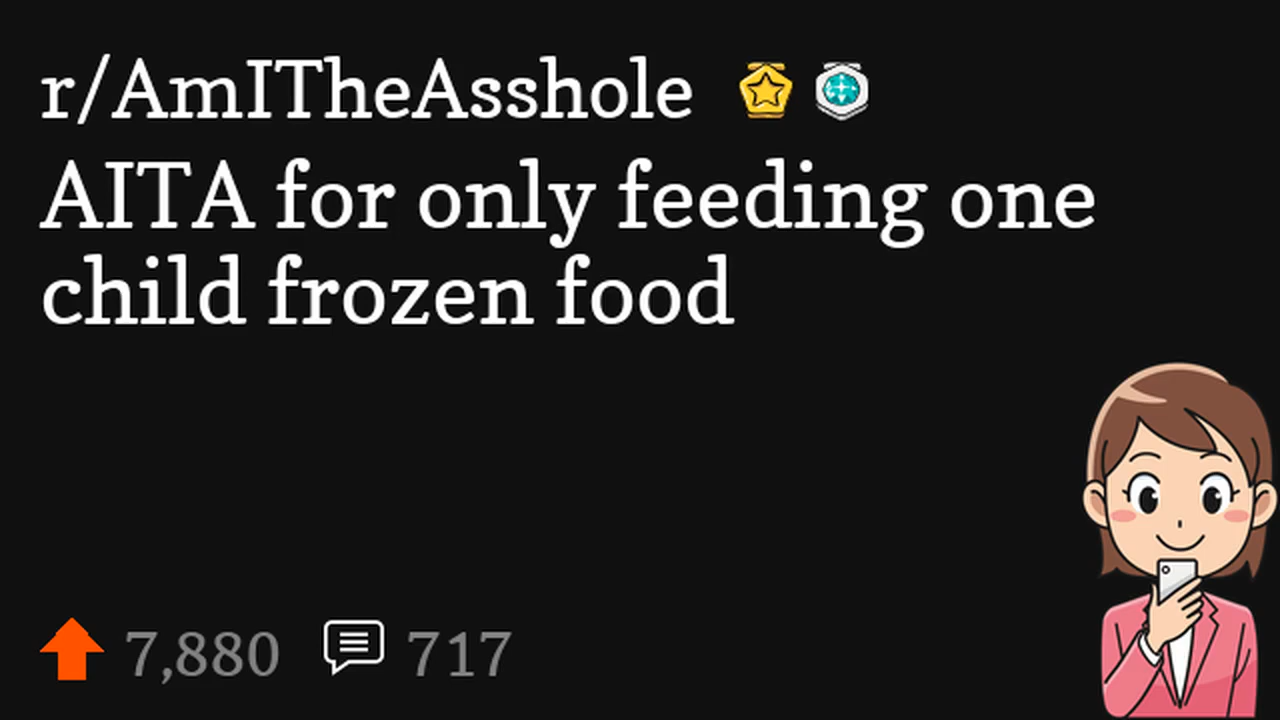 r/AmITheAsshole
AITA for only feeding one
child frozen food
7,880 717